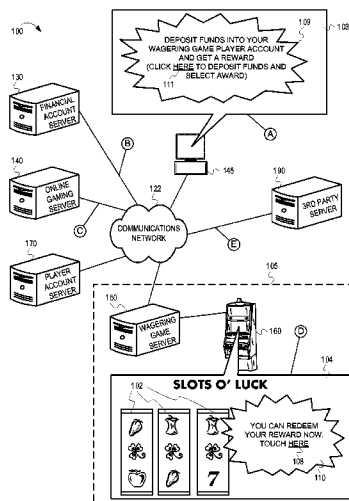 100
103
109
DEPOSIT FUNDS INTO YOUR
WAGERING GAME PLAYER ACCOUNT
AND GET A REWARD
(CLICK HERE TO DEPOSIT FUNDS AND
SELECT AWARD)
111
130
FINANCIAL
ACCOUNT
SERVER
A
B
145
140
ONLINE
GAMING
SERVER
C
122
COMMUNICATIONS
NETWORK
190
3RD PARTY
SERVER
E
170
PLAYER
ACCOUNT
SERVER
105
150
WAGERING
GAME
SERVER
160
D
104
SLOTS O' LUCK
102
7
YOU CAN REDEEM
YOUR REWARD NOW.
TOUCH HERE
108
110